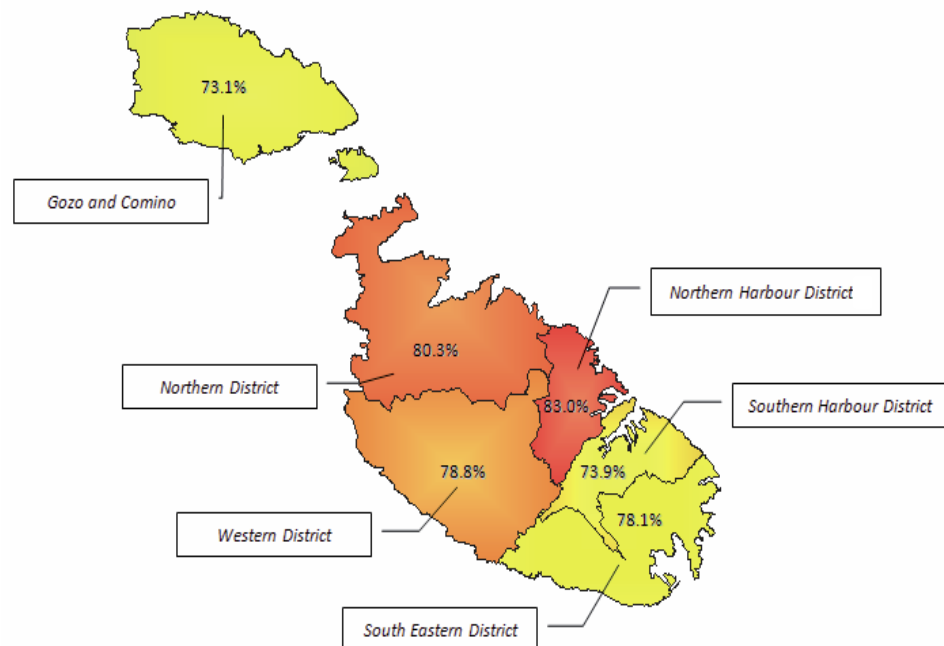 73.1%
Gozo and Comino
Northern Harbour District
80.3%
Northern District
83.0%
Southern Harbour District
73.9%
78.8%
78.1%
Western District
South Eastern District